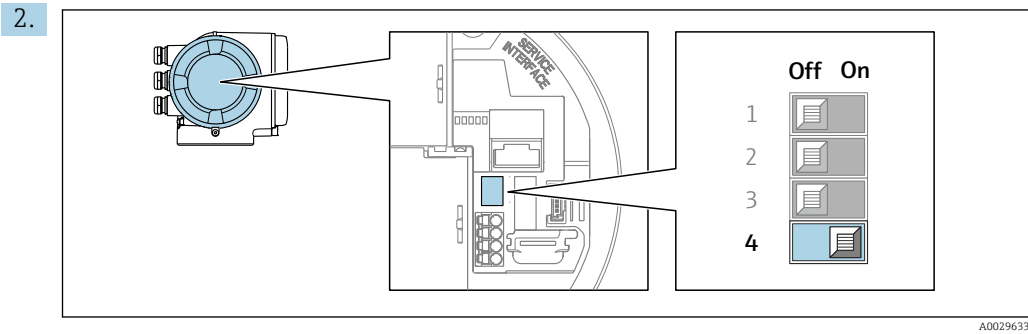 2.
SERVICE
INTERFACE
Off On
1
2
3
4
A0029633